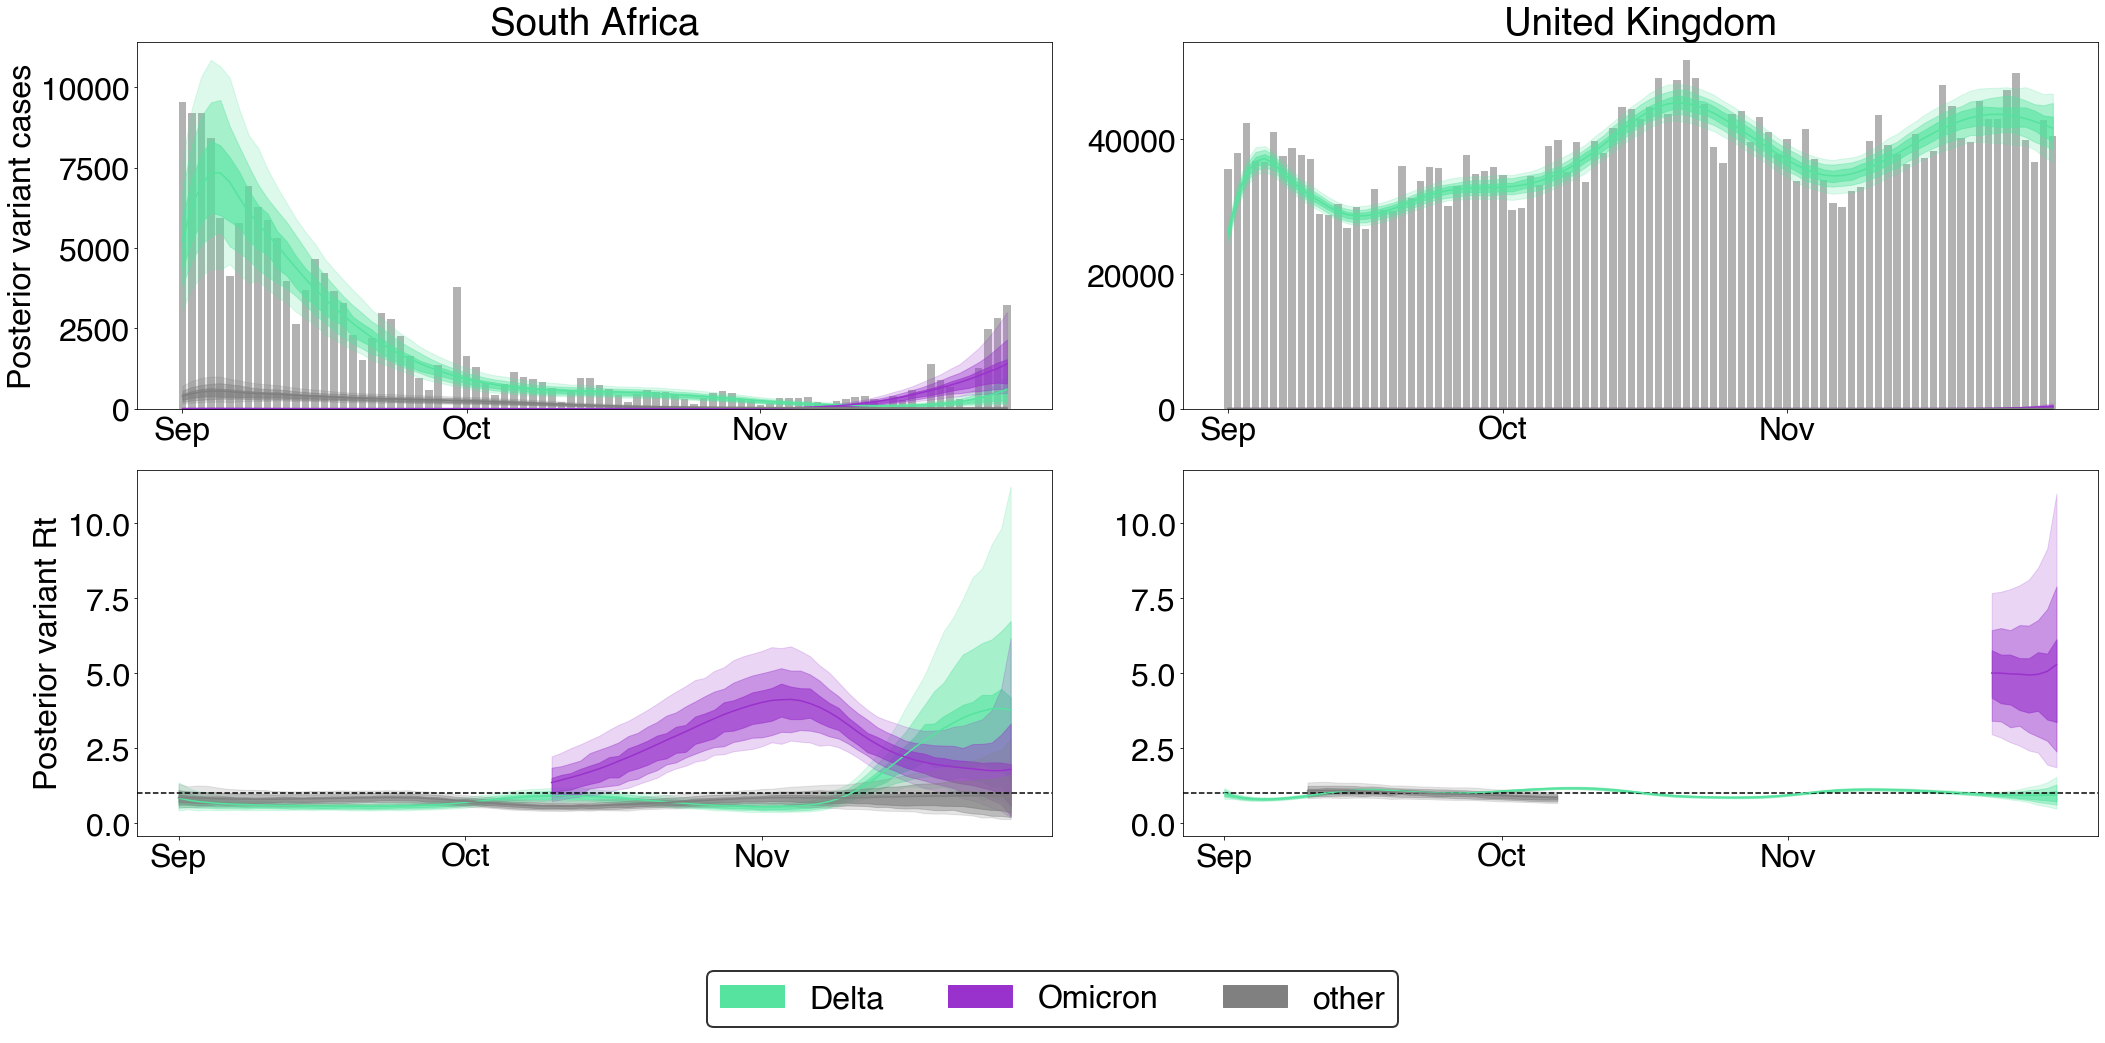 South Africa
United Kingdom
Posterior variant cases
10000
7500
5000
2500
0
Sep
Oct
Nov
40000
20000
0
Sep
Oct
Nov
Posterior variant Rt
10.0
7.5
5.0
2.5
0.0
Sep
Oct
Nov
10.0
7.5
5.0
2.5
0.0
Sep
Oct
Nov
Delta
Omicron
other